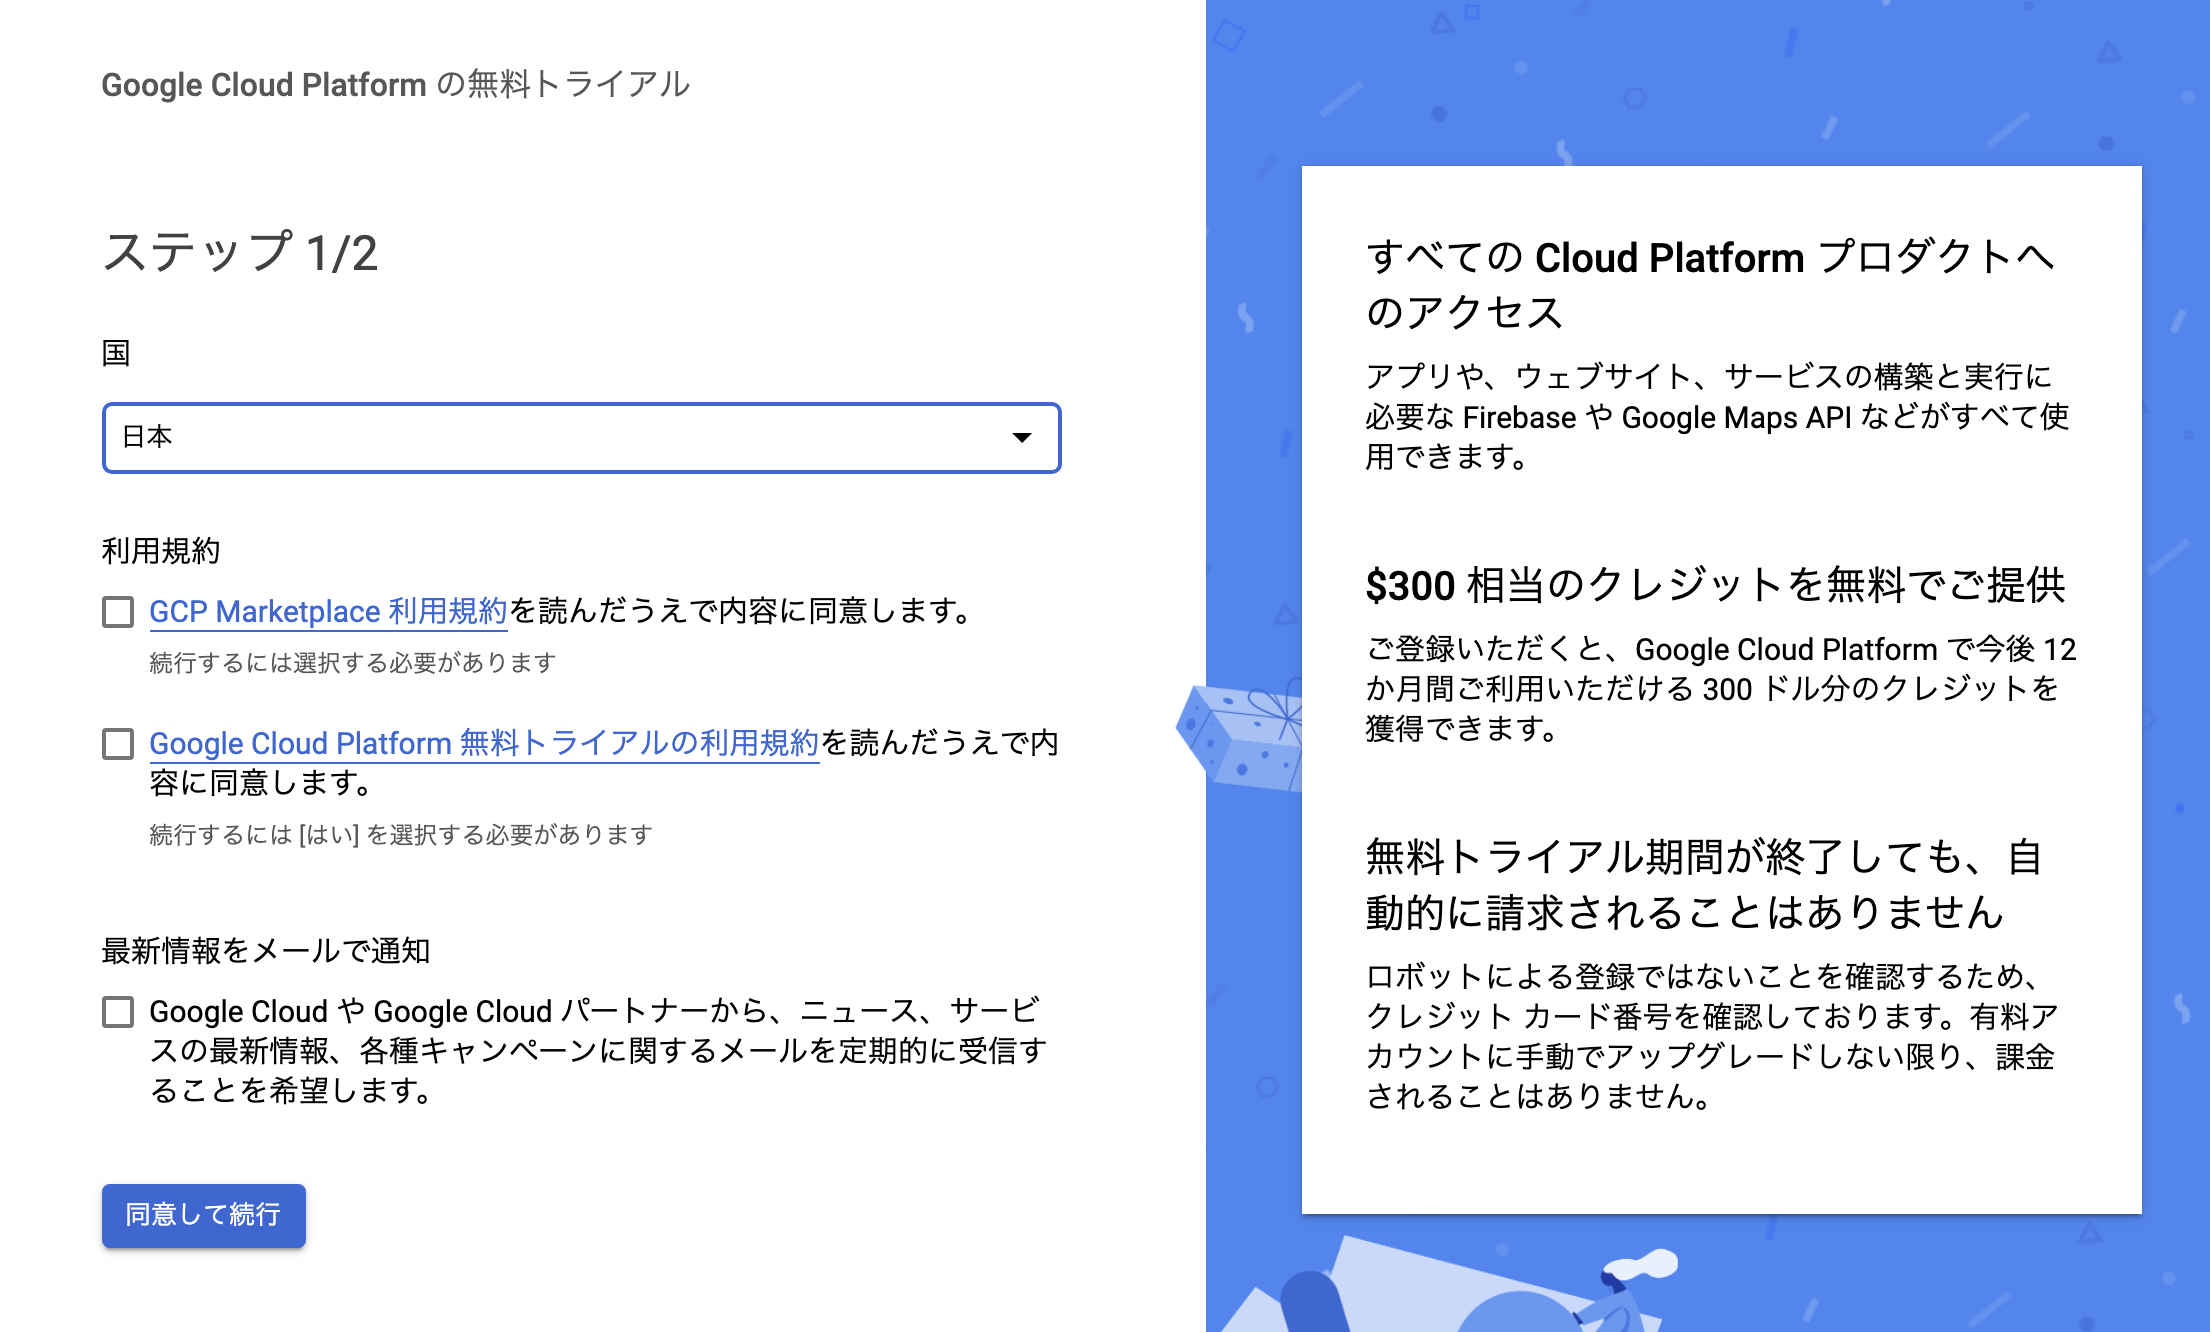 Google Cloud Platform の無料トライアル
ステップ 1/2
国
日本
利用規約
GCP Marketplace 利用規約を読んだうえで内容に同意します。
続行するには選択する必要があります
Google Cloud Platform 無料トライアルの利用規約を読んだうえで内
容に同意します。
続行するには [はい] を選択する必要があります
最新情報をメールで通知
Google Cloud や Google Cloud パートナーから、ニュース、サービ
スの最新情報、各種キャンペーンに関するメールを定期的に受信す
ることを希望します。
同意して続行
すべての Cloud Platform プロダクトへ
のアクセス
アプリや、ウェブサイト、サービスの構築と実行に
必要な Firebase や Google Maps API などがすべて使
用できます。
$300 相当のクレジットを無料でご提供
ご登録いただくと、Google Cloud Platform で今後 12
か月間ご利用いただける 300 ドル分のクレジットを
獲得できます。
無料トライアル期間が終了しても、自
動的に請求されることはありません
ロボットによる登録ではないことを確認するため、
クレジット カード番号を確認しております。有料ア
カウントに手動でアップグレードしない限り、課金
されることはありません。